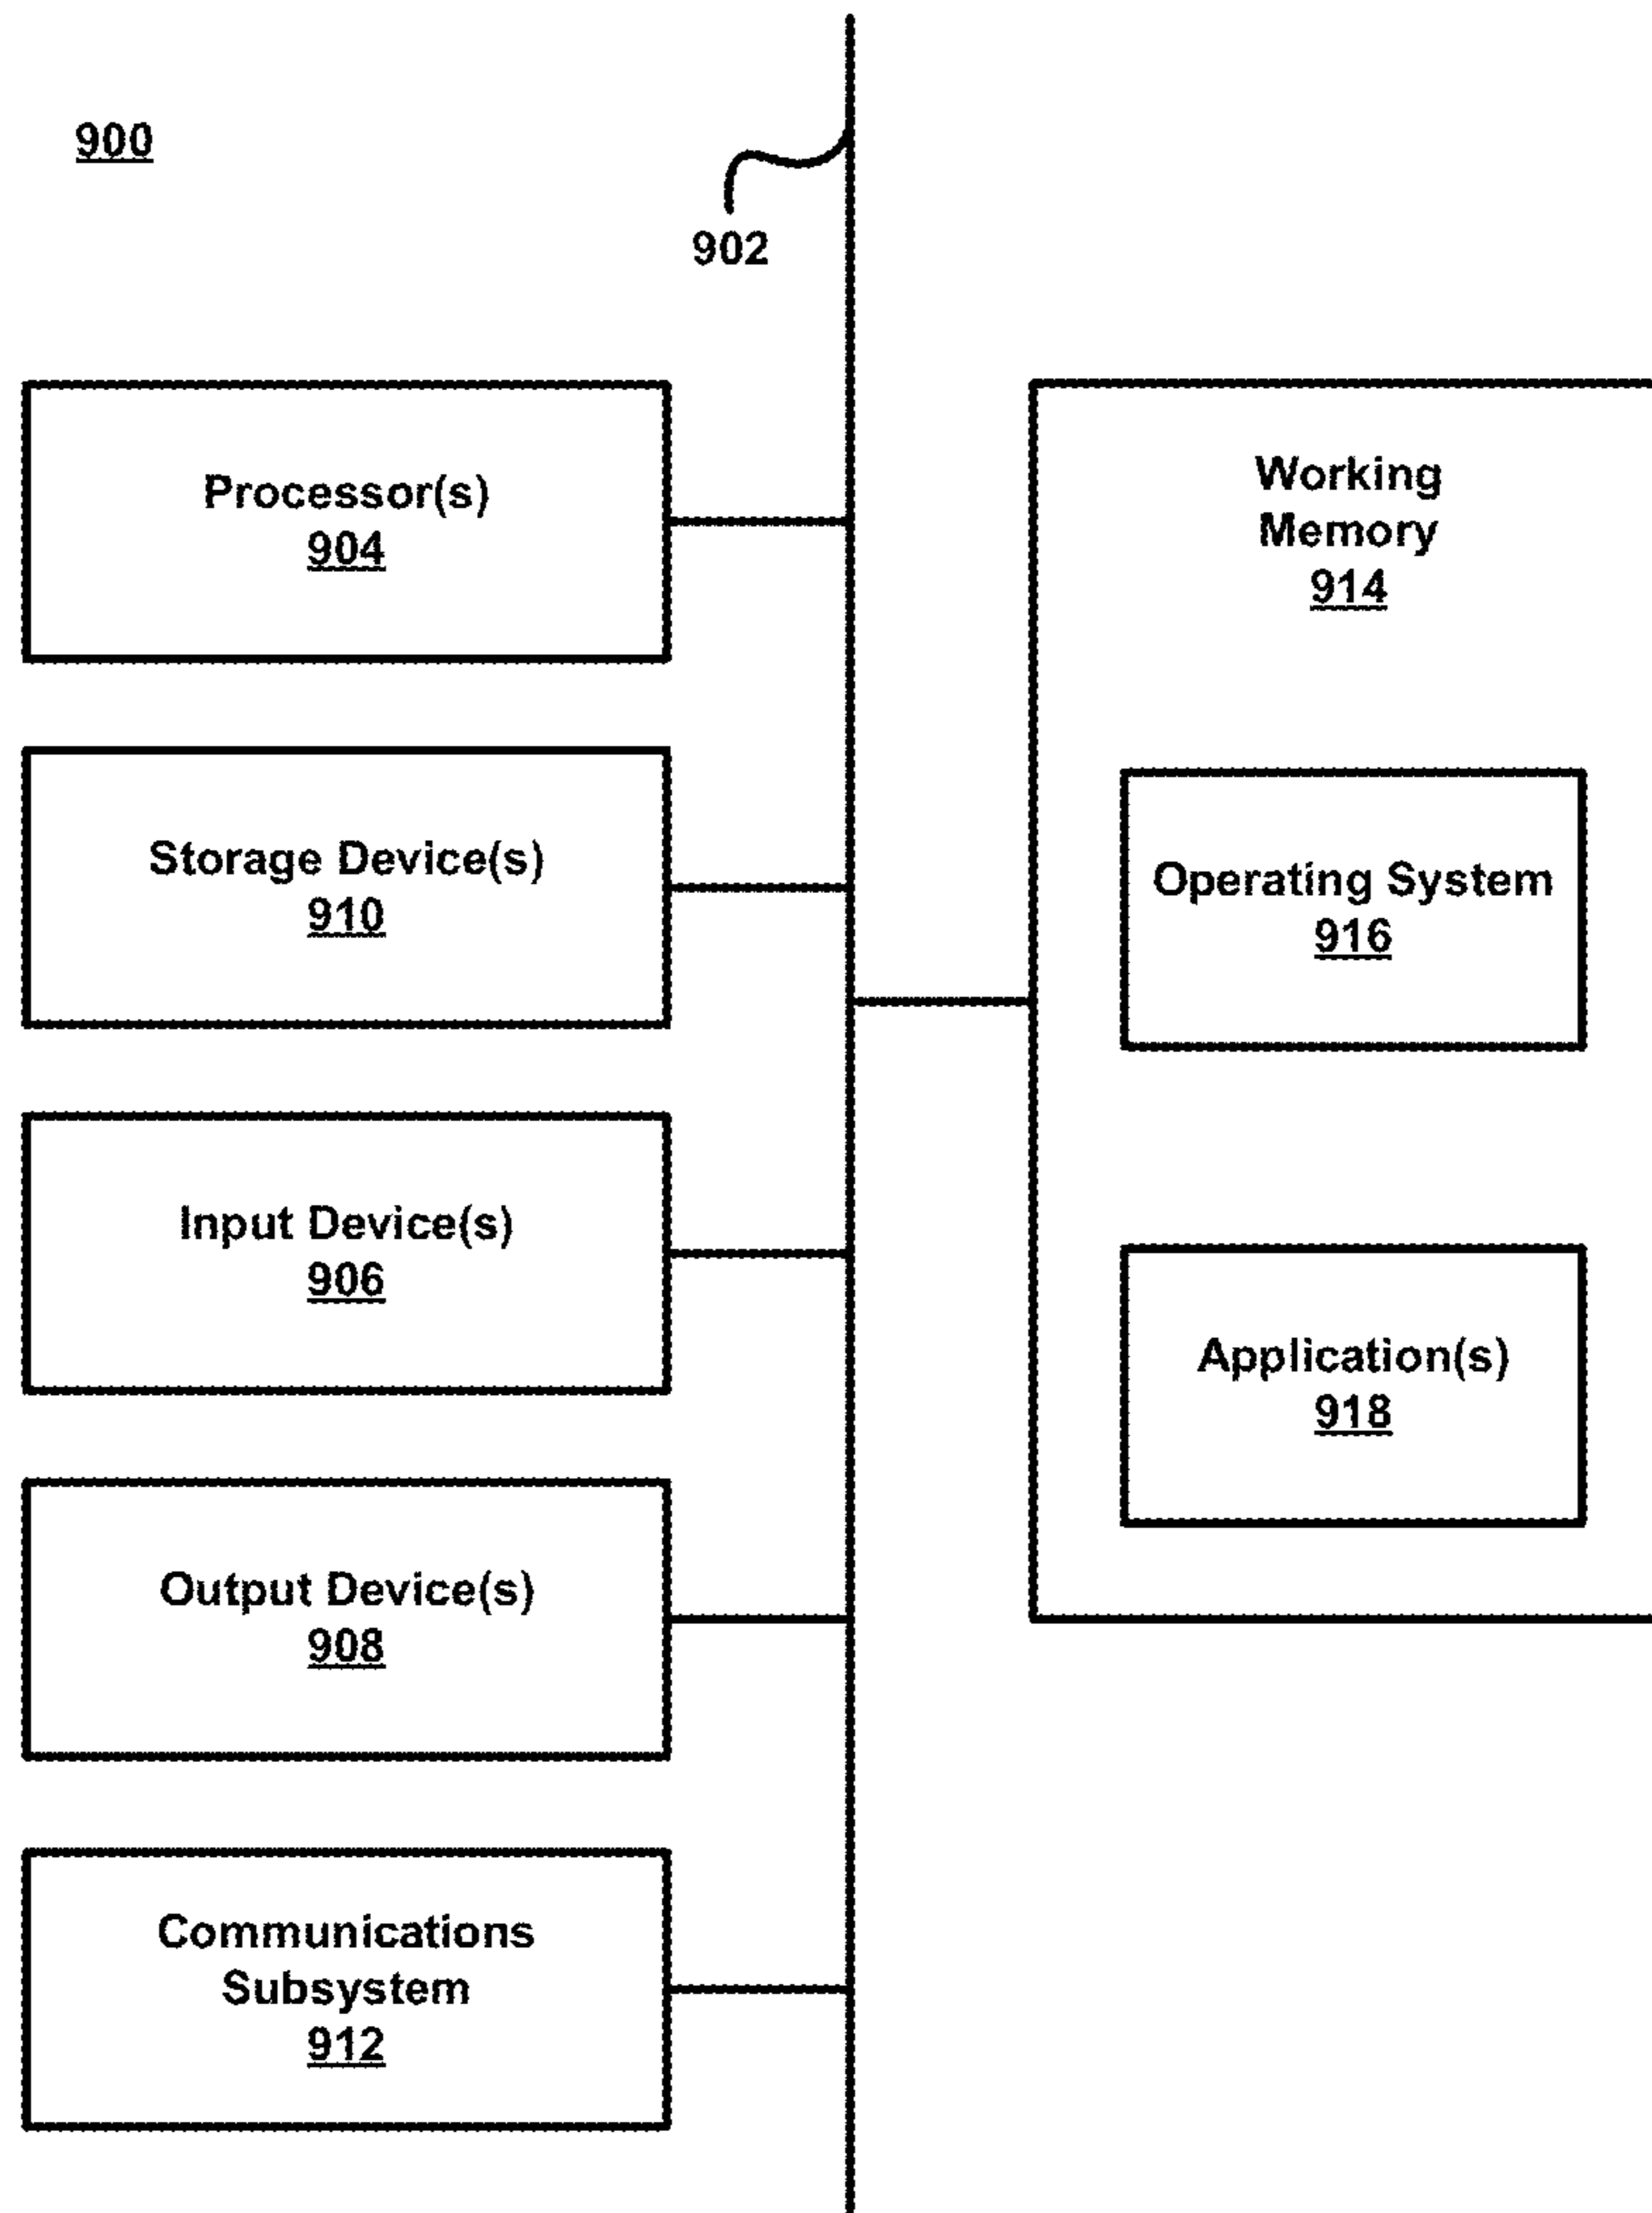 900
902
Processor(s)
904
Storage Device(s)
910
Input Device(s)
906
Output Device(s)
908
Communications
Subsystem
912
Working
Memory
914
Operating System
916
Application(s)
918